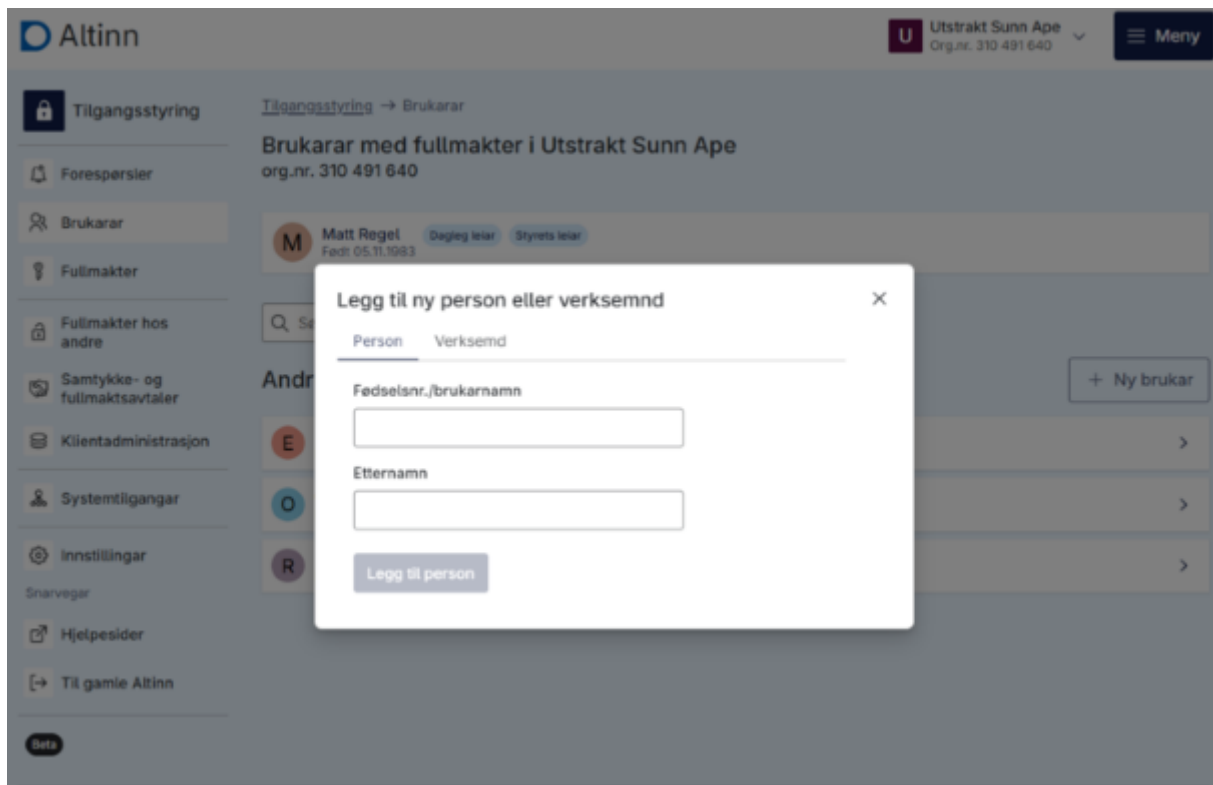 Altinn
U
Utstrakt Sunn Ape
Org.nr. 310 491 640
Meny
Tilgangsstyring
Forespørsler
Brukarar
Fullmakter
Fullmakter hos
andre
Samtykke- og
fullmaktsavtaler
Klientadministrasjon
Systemtilgangar
Innstillingar
Snarvegar
Hjelpesider
Til gamle Altinn
Beta
Tilgangsstyring → Brukarar
Brukarar med fullmakter i Utstrakt Sunn Ape
org.nr. 310 491 640
M
Matt Regel Dagleg leiar Styrets leiar
Født 05.11.1983
Andr
+ Ny brukar
E
O
R
Legg til ny person eller verksemnd
Person Verksemd
Fødselsnr./brukarnamn
Etternamn
Legg til person